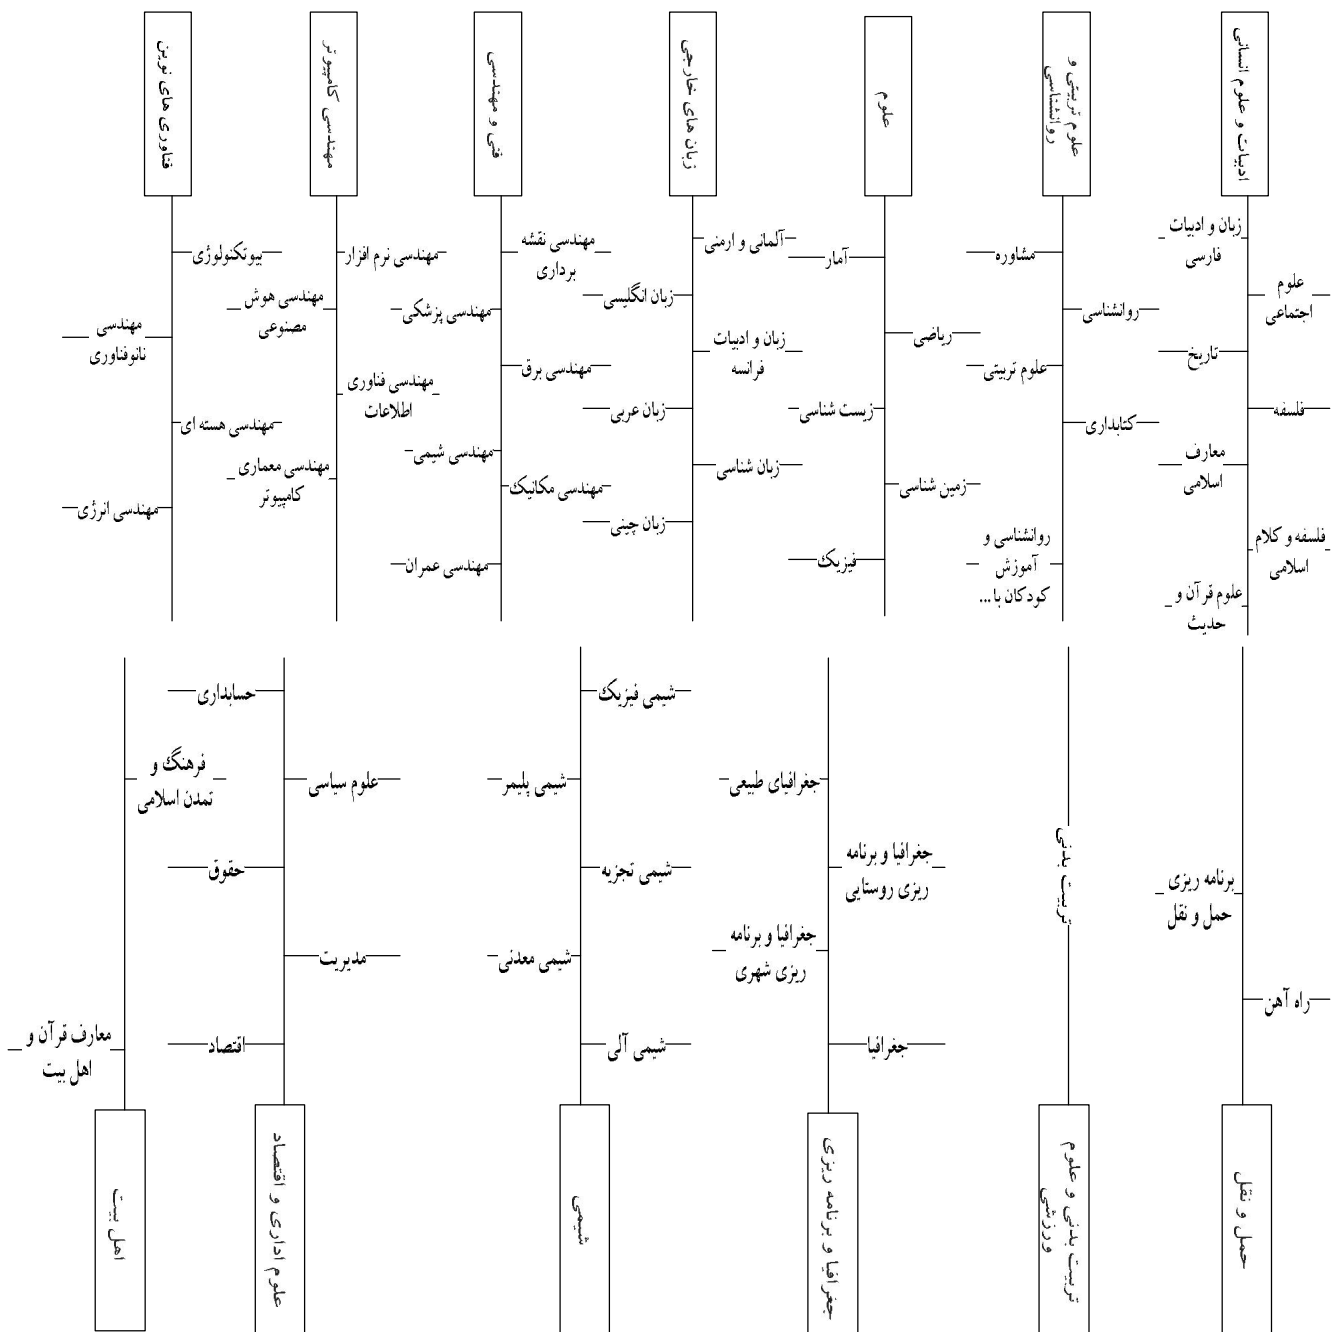 ادبیات و علوم انسانی
زبان و ادبیات
فارسی
علوم
اجتماعی
تاریخ
فلسفه
معارف
اسلامی
فلسفه و کلام
اسلامی
علوم قرآن و
حدیث
علوم تربیتی و
روانشناسی
مشاوره
روانشناسی
علوم تربیتی
کتابداری
روانشناسی و
آموزش
کودکان با...
علوم
آمار
ریاضی
زیست شناسی
زمین شناسی
فیزیک
زبان های خارجی
آلمانی و ارمنی
زبان انگلیسی
زبان و ادبیات
فرانسه
زبان عربی
زبان شناسی
زبان چینی
فنی و مهندسی
مهندسی نقشه
برداری
مهندسی پزشکی
مهندسی برق
مهندسی شیمی
مهندسی مکانیک
مهندسی عمران
مهندسی کامپیوتر
مهندسی نرم افزار
مهندسی هوش
مصنوعی
مهندسی فناوری
اطلاعات
مهندسی معماری
کامپیوتر
فناوری های نوین
بیوتکنولوژی
مهندسی
نانوفناوری
مهندسی هسته ای
مهندسی انرژی
برنامه ریزی
حمل و نقل
راه آهن
حمل و نقل
تربیت بدنی
تربیت بدنی و علوم
ورزشی
جغرافیای طبیعی
جغرافیا و برنامه
ریزی روستایی
جغرافیا و برنامه
ریزی شهری
جغرافیا
جغرافیا و برنامه ریزی
شیمی فیزیک
شیمی پلیمر
شیمی تجزیه
شیمی معدنی
شیمی آلی
شیمی
حسابداری
علوم سیاسی
حقوق
مدیریت
اقتصاد
علوم اداری و اقتصاد
فرهنگ و
تمدن اسلامی
معارف قرآن و
اهل بیت
اهل بیت